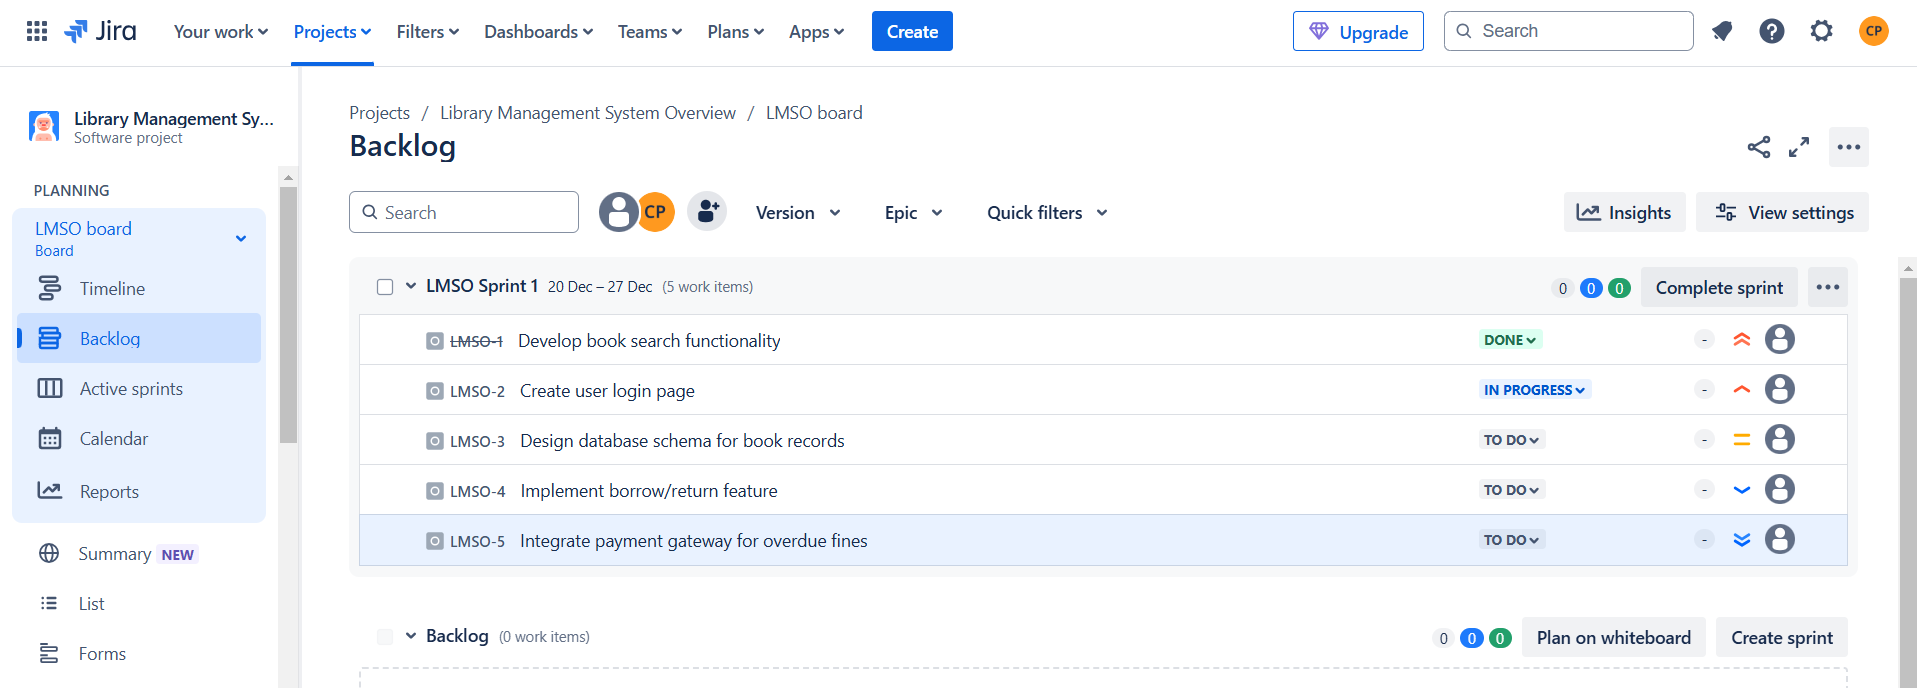 Jira Your work Projects Filters Dashboards Teams Plans Apps Create Upgrade Search CP
Library Management Sy...
Software project
PLANNING
LMSO board
Board
Timeline
Backlog
Active sprints
Calendar
Reports
Summary NEW
List
Forms
Projects / Library Management System Overview / LMSO board
Backlog
Search CP Version Epic Quick filters Insights View settings
LMSO Sprint 1 20 Dec – 27 Dec (5 work items) 0 0 0 Complete sprint
LMSO-1 Develop book search functionality DONE -
LMSO-2 Create user login page IN PROGRESS -
LMSO-3 Design database schema for book records TO DO -
LMSO-4 Implement borrow/return feature TO DO -
LMSO-5 Integrate payment gateway for overdue fines TO DO -
Backlog (0 work items) 0 0 0 Plan on whiteboard Create sprint